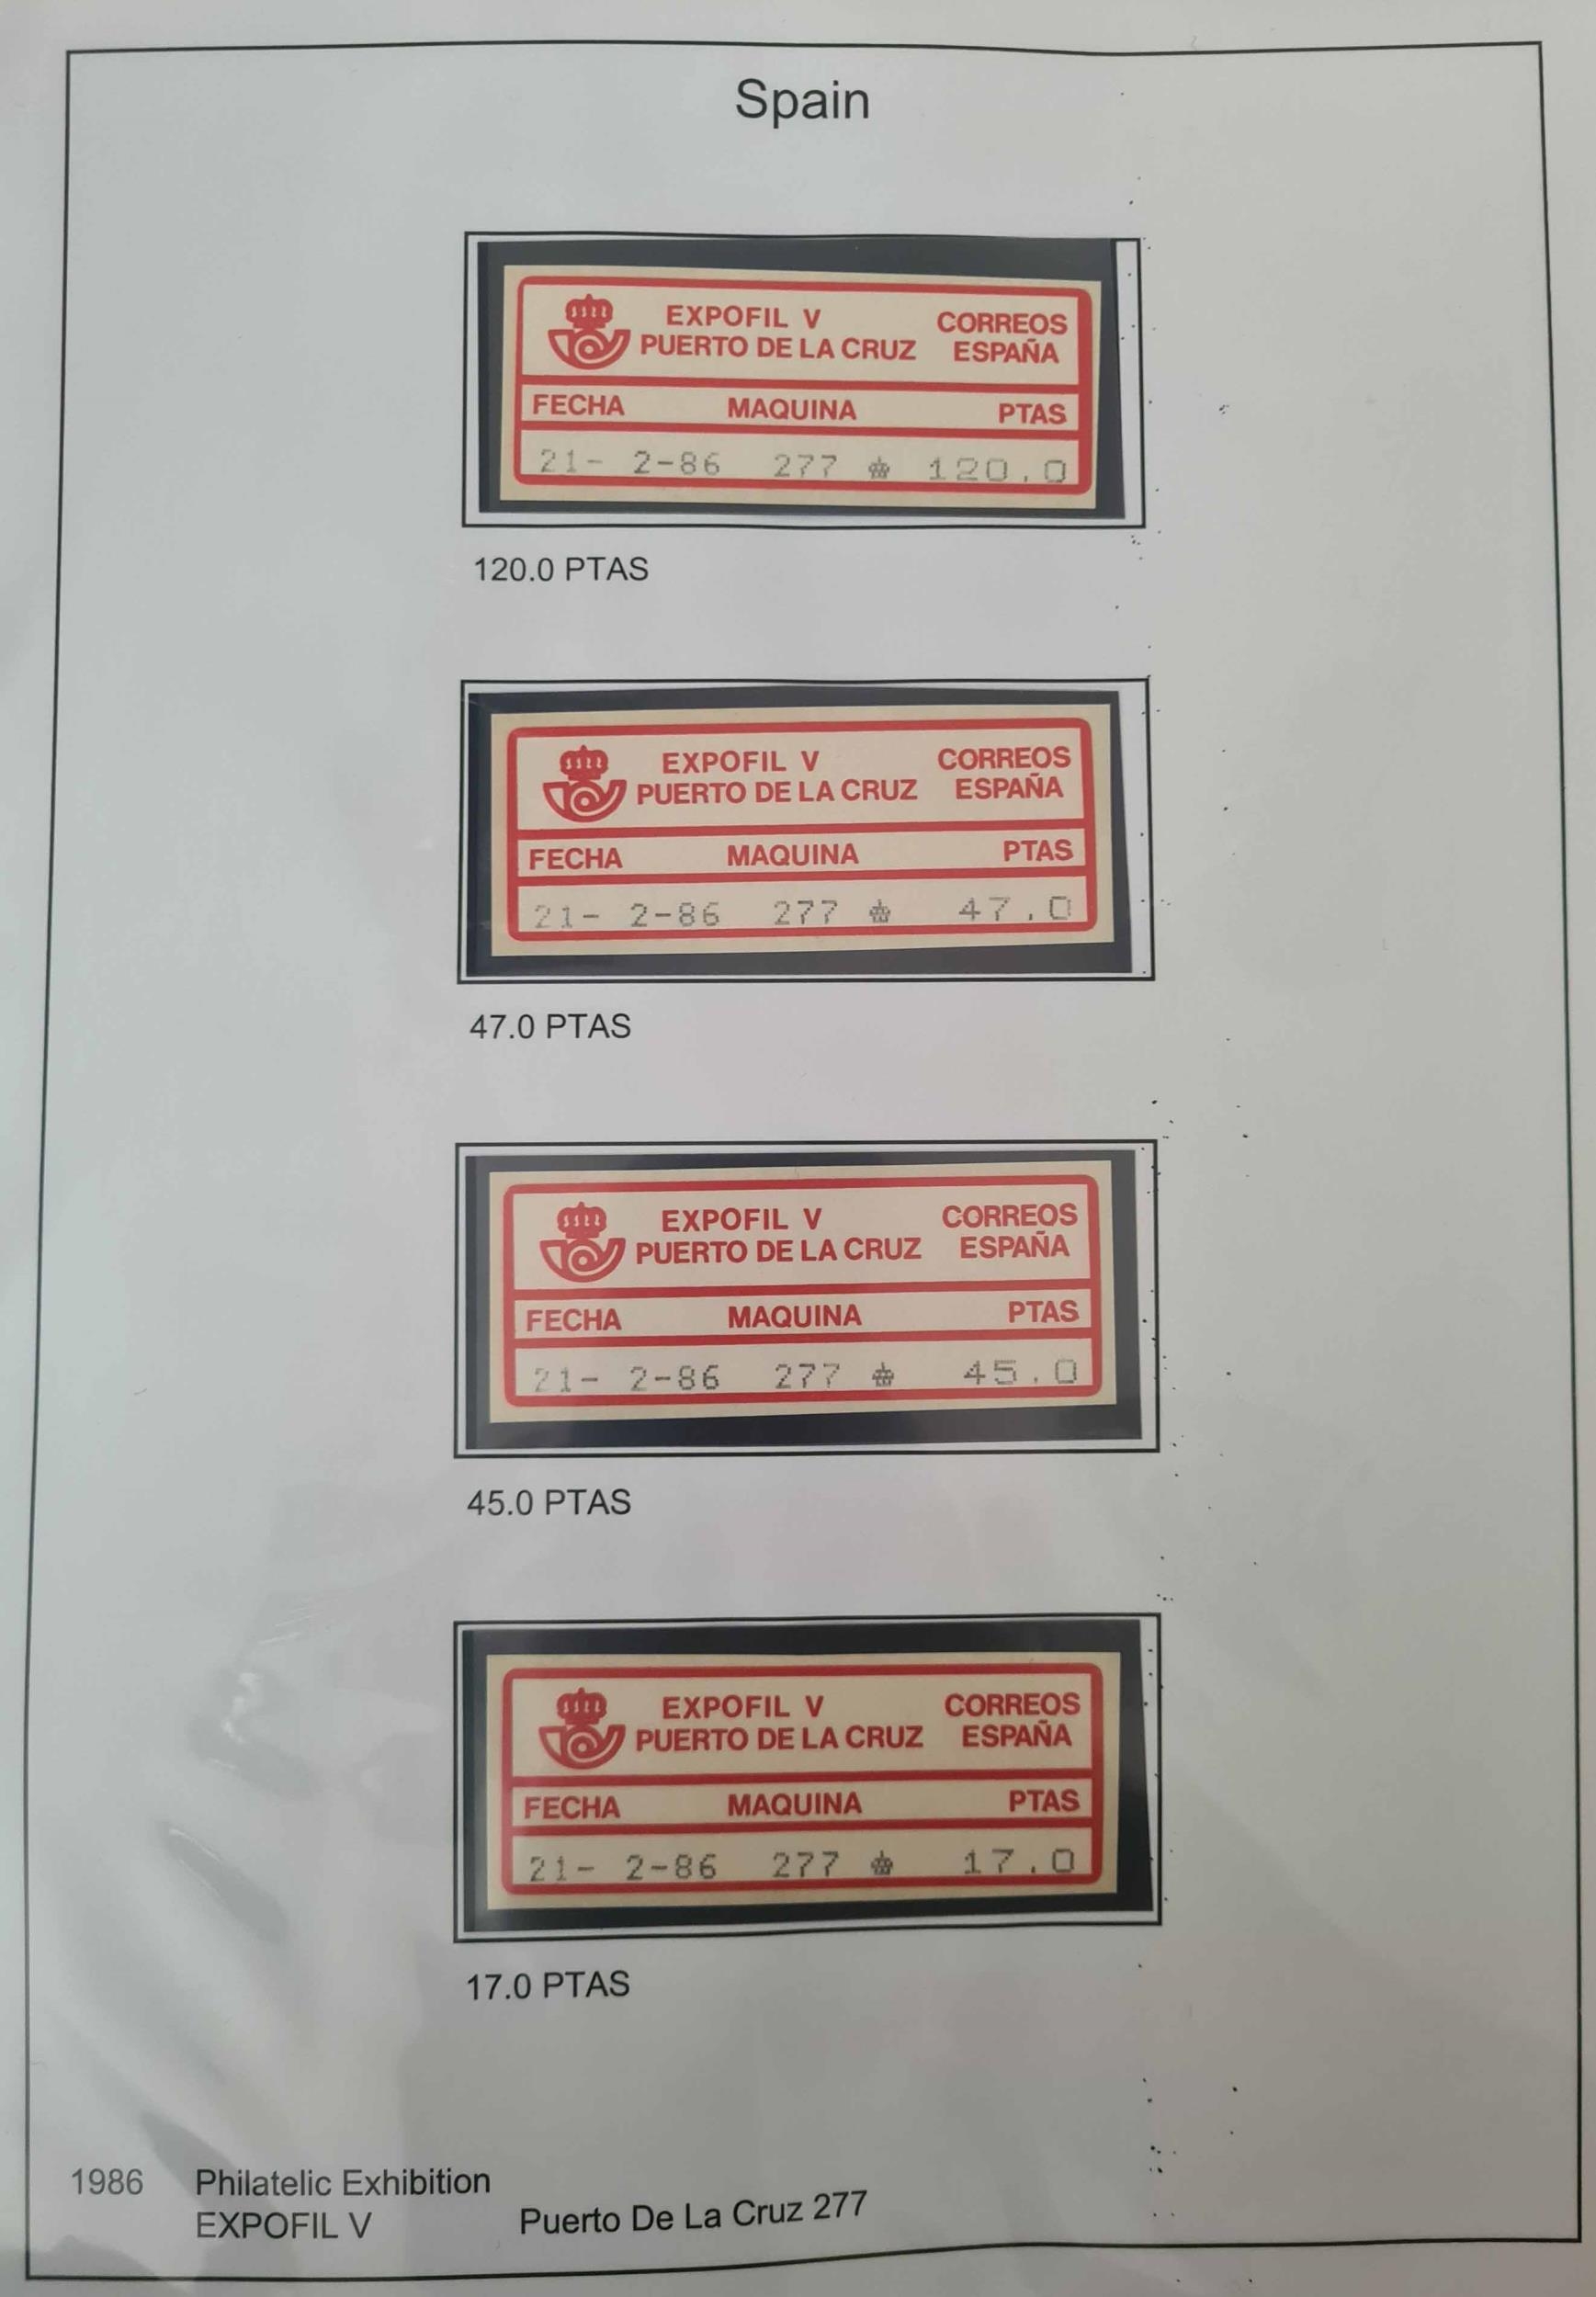 Spain
EXPOFIL V CORREOS
PUERTO DE LA CRUZ ESPAÑA
FECHA MAQUINA PTAS
21- 2-86 277 120.0
120.0 PTAS
EXPOFIL V CORREOS
PUERTO DE LA CRUZ ESPAÑA
FECHA MAQUINA PTAS
21- 2-86 277 47.0
47.0 PTAS
EXPOFIL V CORREOS
PUERTO DE LA CRUZ ESPAÑA
FECHA MAQUINA PTAS
21- 2-86 277 45.0
45.0 PTAS
EXPOFIL V CORREOS
PUERTO DE LA CRUZ ESPAÑA
FECHA MAQUINA PTAS
21- 2-86 277 17.0
17.0 PTAS
1986 Philatelic Exhibition
EXPOFIL V Puerto De La Cruz 277